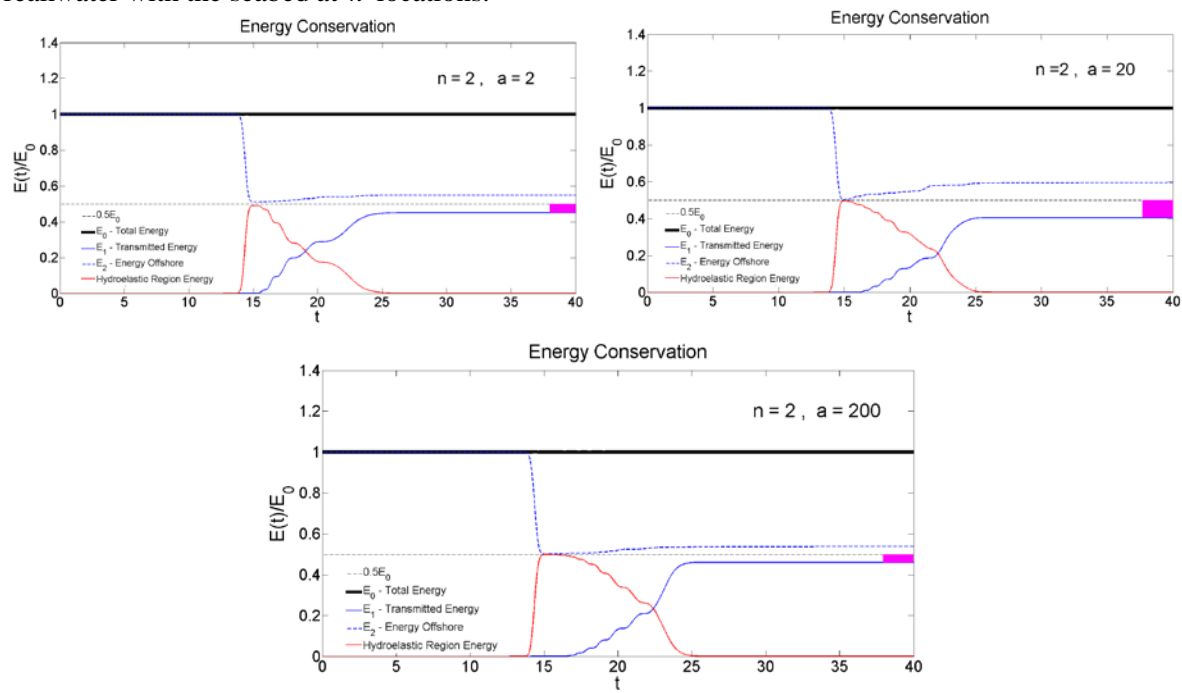 Energy Conservation
n = 2 , a = 2
E(t)/E0
1.4
1.2
1
0.8
0.6
0.4
0.2
0
0.5E0
E0 - Total Energy
E1 - Transmitted Energy
E2 - Energy Offshore
Hydroelastic Region Energy
0 5 10 15 20 25 30 35 40
t
Energy Conservation
n =2 , a = 20
E(t)/E0
1.4
1.2
1
0.8
0.6
0.4
0.2
0
0.5E0
E0 - Total Energy
E1 - Transmitted Energy
E2 - Energy Offshore
Hydroelastic Region Energy
0 5 10 15 20 25 30 35 40
t
Energy Conservation
n = 2 , a = 200
E(t)/E0
1.4
1.2
1
0.8
0.6
0.4
0.2
0
0.5E0
E0 - Total Energy
E1 - Transmitted Energy
E2 - Energy Offshore
Hydroelastic Region Energy
0 5 10 15 20 25 30 35 40
t